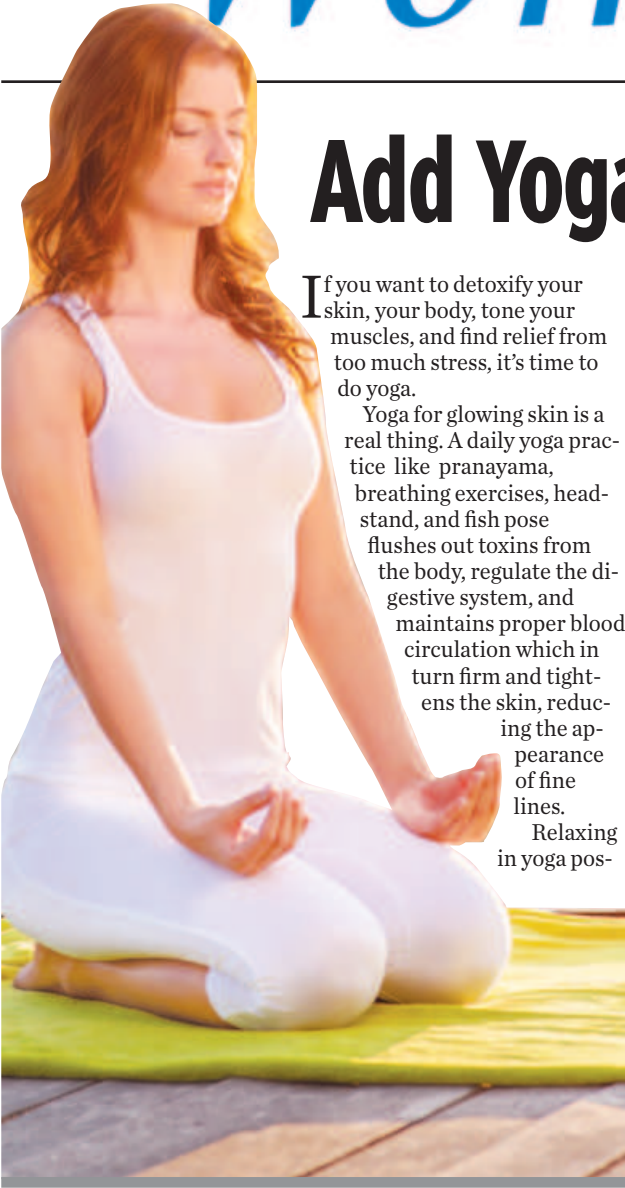 Add Yoga
If you want to detoxify your
skin, your body, tone your
muscles, and find relief from
too much stress, it's time to
do yoga.
Yoga for glowing skin is a
real thing. A daily yoga prac-
tice like pranayama,
breathing exercises, head-
stand, and fish pose
flushes out toxins from
the body, regulate the di-
gestive system, and
maintains proper blood
circulation which in
turn firm and tight-
ens the skin, reduc-
ing the ap-
pearance
of fine
lines.
Relaxing
in yoga pos-